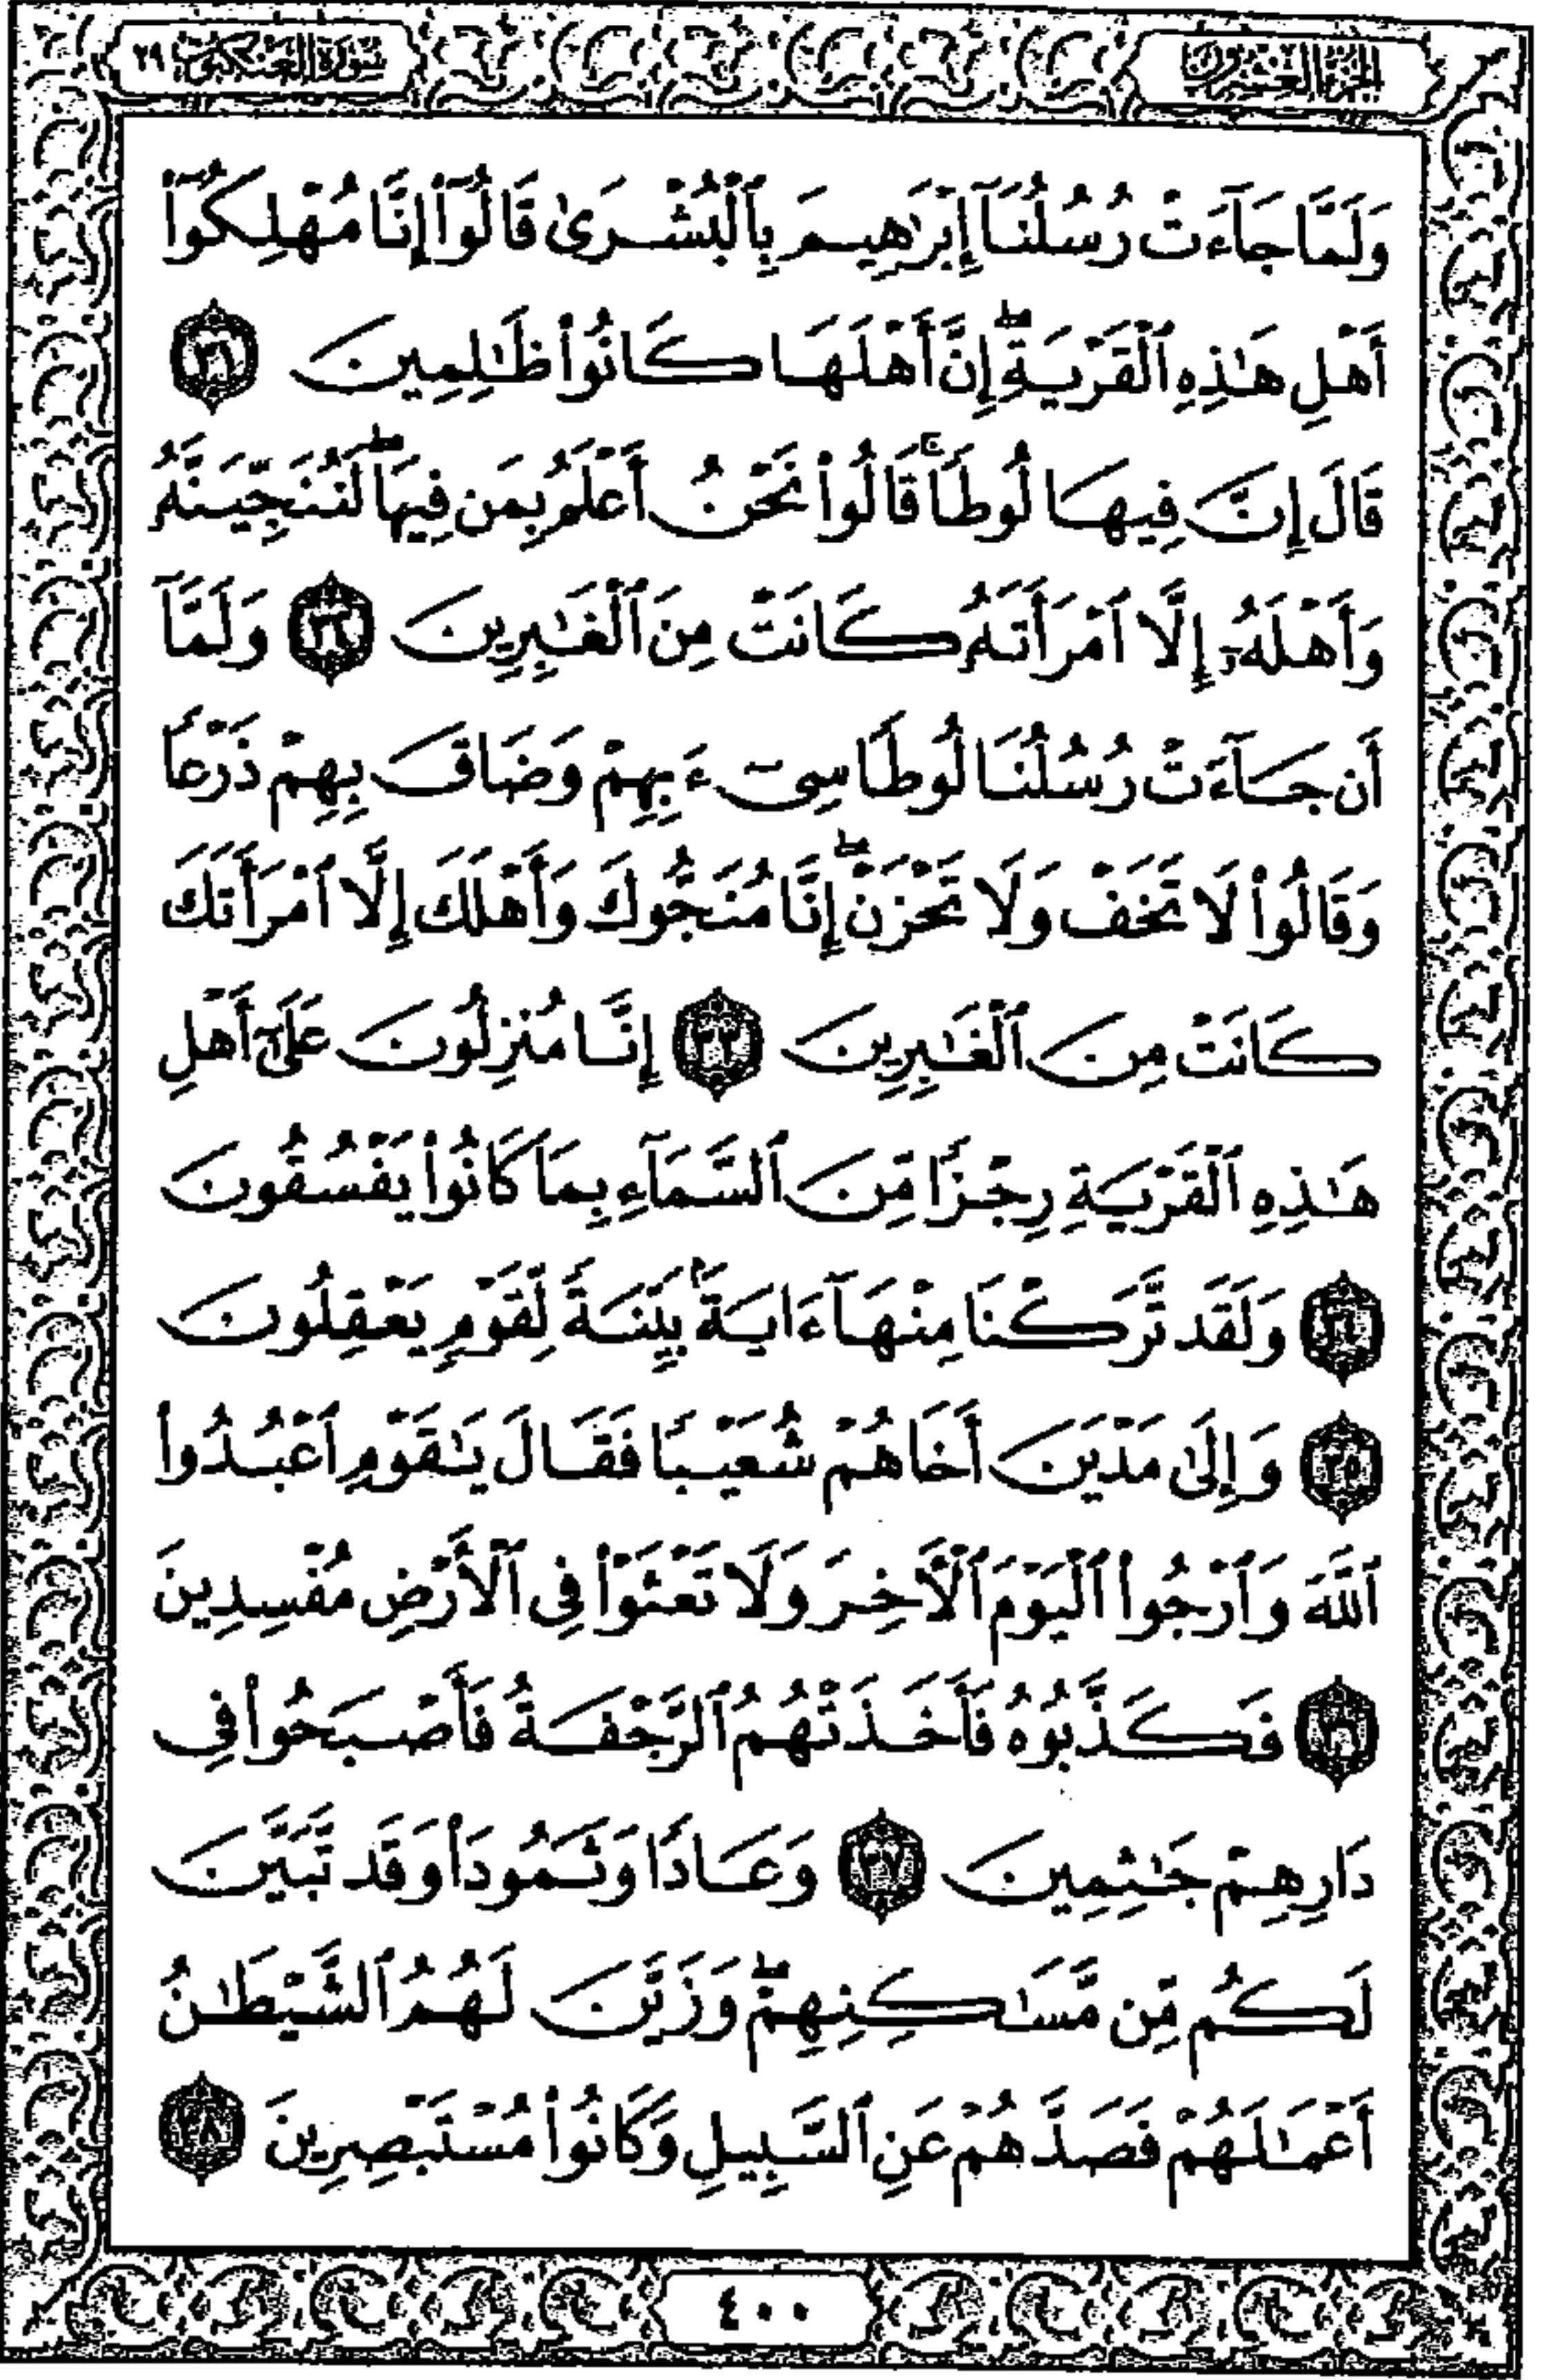 الجزء العشرون
سورة العنكبوت ٢٩
وَلَمَّا جَآءَتْ رُسُلُنَآ إِبْرَٰهِيمَ بِٱلْبُشْرَىٰ قَالُوٓا۟ إِنَّا مُهْلِكُوٓا۟
أَهْلِ هَٰذِهِ ٱلْقَرْيَةِ ۖ إِنَّ أَهْلَهَا كَانُوا۟ ظَٰلِمِينَ ٣١
قَالَ إِنَّ فِيهَا لُوطًا ۚ قَالُوا۟ نَحْنُ أَعْلَمُ بِمَن فِيهَا ۖ لَنُنَجِّيَنَّهُۥ
وَأَهْلَهُۥٓ إِلَّا ٱمْرَأَتَهُۥ كَانَتْ مِنَ ٱلْغَٰبِرِينَ ٣٢ وَلَمَّآ
أَن جَآءَتْ رُسُلُنَا لُوطًا سِىٓءَ بِهِمْ وَضَاقَ بِهِمْ ذَرْعًا
وَقَالُوا۟ لَا تَخَفْ وَلَا تَحْزَنْ ۖ إِنَّا مُنَجُّوكَ وَأَهْلَكَ إِلَّا ٱمْرَأَتَكَ
كَانَتْ مِنَ ٱلْغَٰبِرِينَ ٣٣ إِنَّا مُنزِلُونَ عَلَىٰٓ أَهْلِ
هَٰذِهِ ٱلْقَرْيَةِ رِجْزًا مِّنَ ٱلسَّمَآءِ بِمَا كَانُوا۟ يَفْسُقُونَ
٣٤ وَلَقَد تَّرَكْنَا مِنْهَآ ءَايَةًۢ بَيِّنَةً لِّقَوْمٍ يَعْقِلُونَ
٣٥ وَإِلَىٰ مَدْيَنَ أَخَاهُمْ شُعَيْبًا فَقَالَ يَٰقَوْمِ ٱعْبُدُوا۟
ٱللَّهَ وَٱرْجُوا۟ ٱلْيَوْمَ ٱلْءَاخِرَ وَلَا تَعْثَوْا۟ فِى ٱلْأَرْضِ مُفْسِدِينَ
٣٦ فَكَذَّبُوهُ فَأَخَذَتْهُمُ ٱلرَّجْفَةُ فَأَصْبَحُوا۟ فِى
دَارِهِمْ جَٰثِمِينَ ٣٧ وَعَادًا وَثَمُودَا۟ وَقَد تَّبَيَّنَ
لَكُم مِّن مَّسَٰكِنِهِمْ ۖ وَزَيَّنَ لَهُمُ ٱلشَّيْطَٰنُ
أَعْمَٰلَهُمْ فَصَدَّهُمْ عَنِ ٱلسَّبِيلِ وَكَانُوا۟ مُسْتَبْصِرِينَ ٣٨
٤٠٠